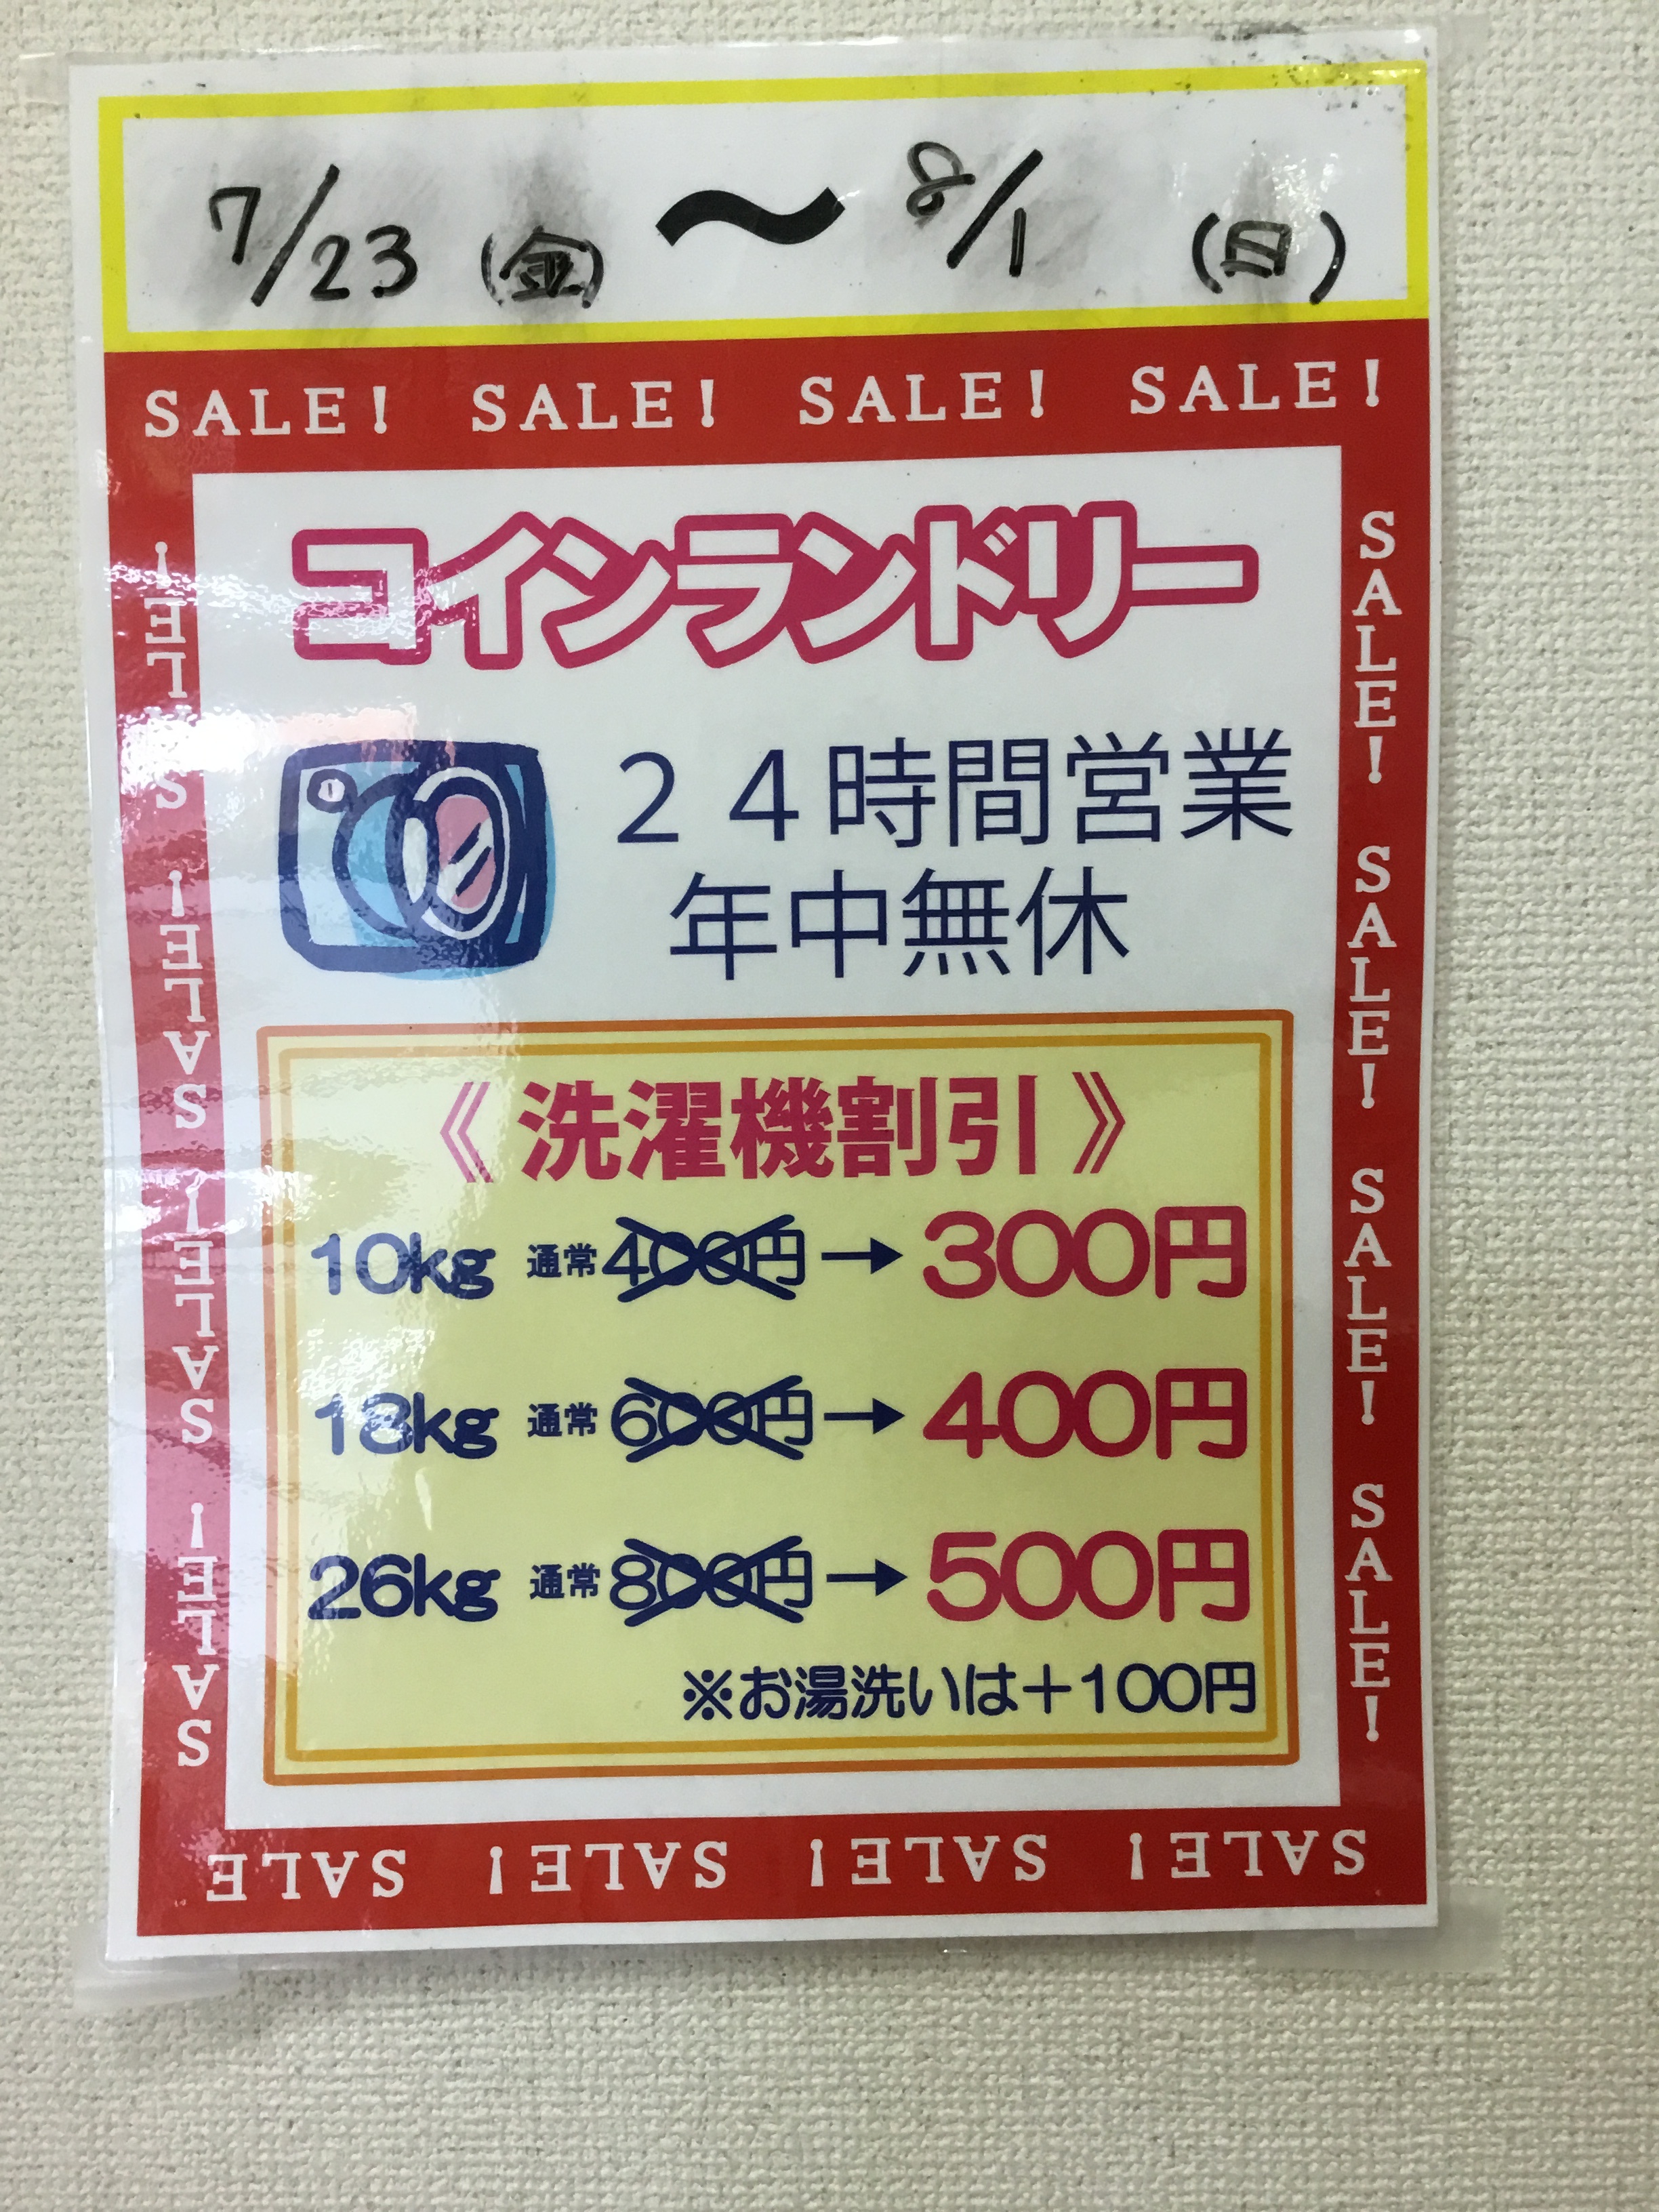 7/23 (金) 〜 8/1 (日)
SALE! SALE! SALE! SALE!
コインランドリー
24時間営業
年中無休
《洗濯機割引》
10kg 通常400円→300円
18kg 通常600円→400円
26kg 通常800円→500円
※お湯洗いは+100円
SALE! SALE! SALE! SALE!
SALE! SALE! SALE! SALE
SALE! SALE! SALE! SALE!